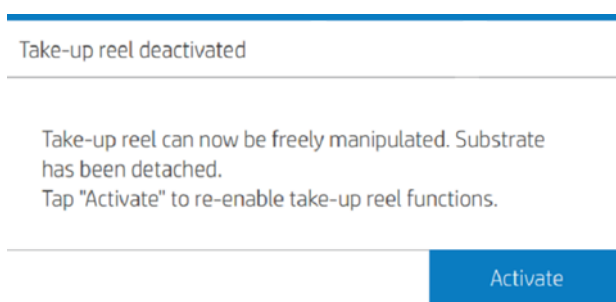 Take-up reel deactivated
Take-up reel can now be freely manipulated. Substrate
has been detached.
Tap "Activate" to re-enable take-up reel functions.
Activate